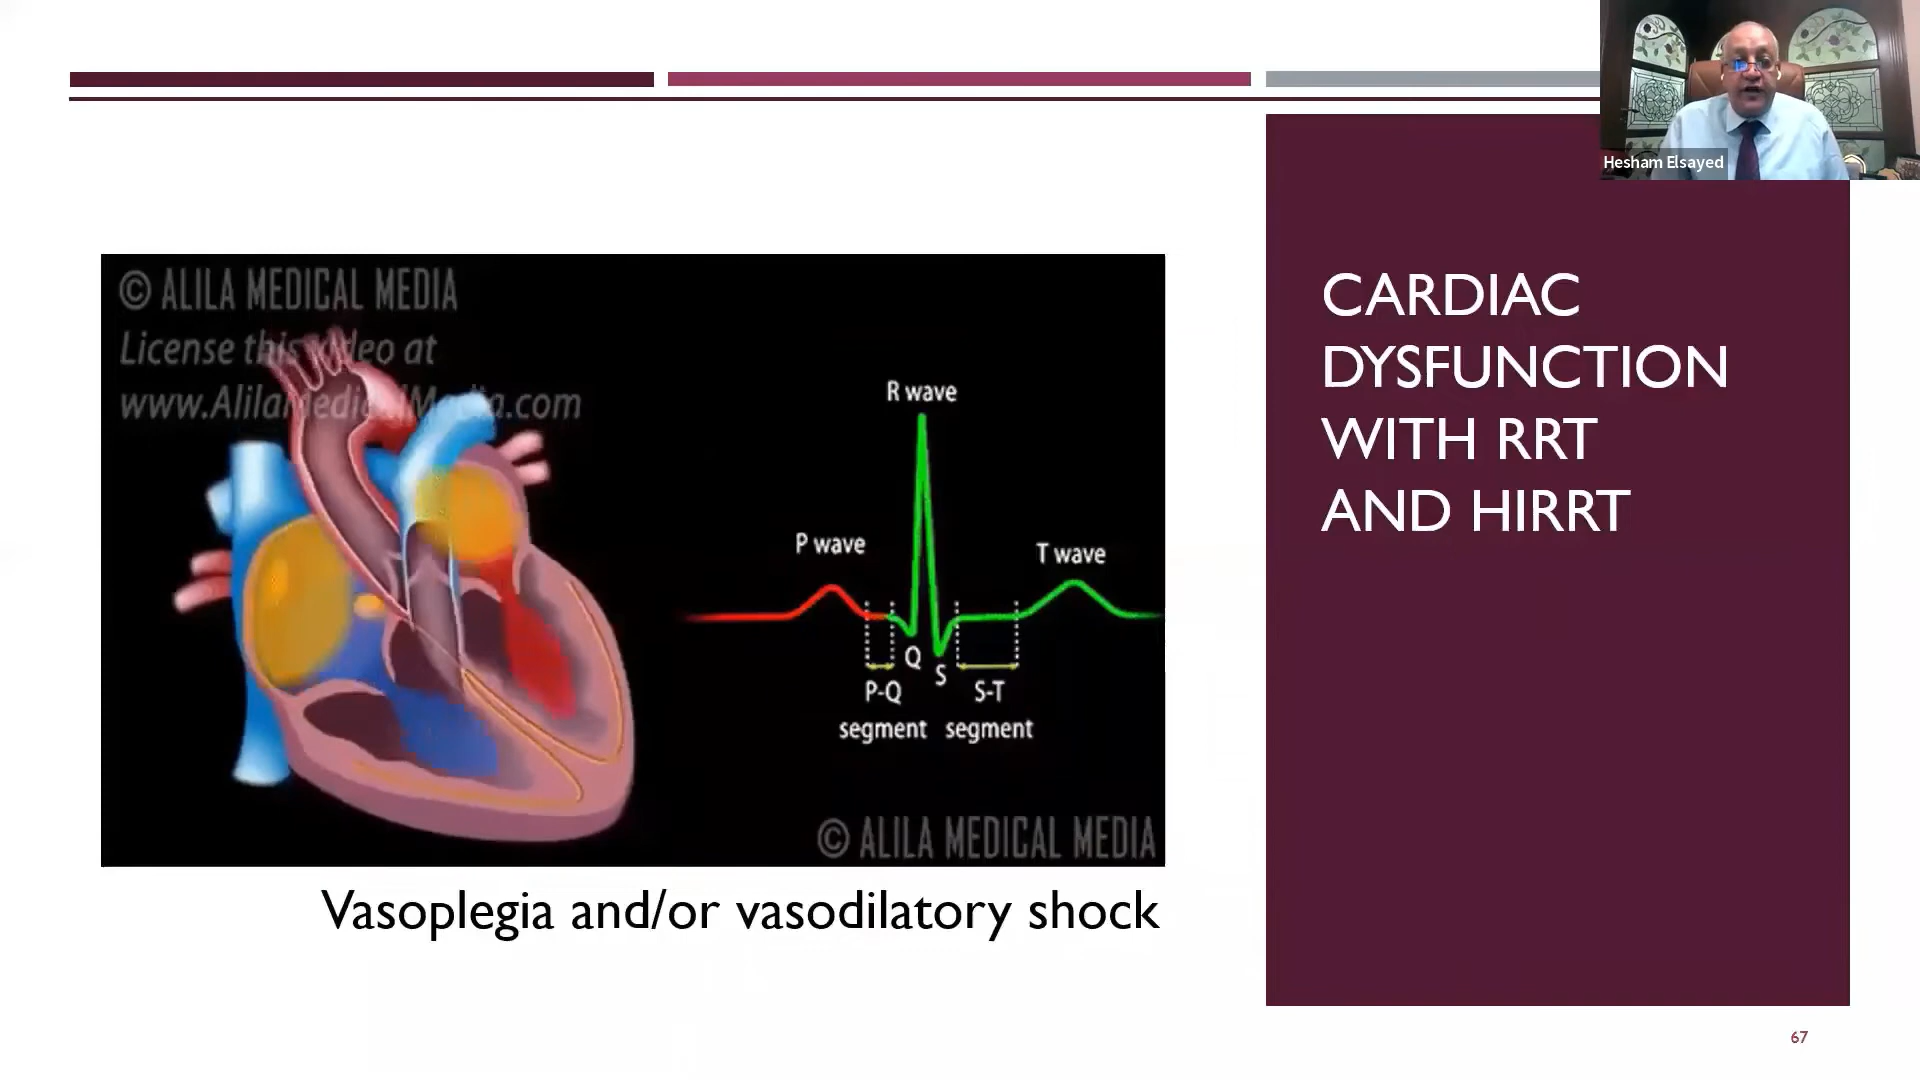 Hesham Elsayed
© ALILA MEDICAL MEDIA
License this video at
www.AlilaMedicalMedia.com
R wave
P wave
T wave
Q
S
P-Q
segment
S-T
segment
© ALILA MEDICAL MEDIA
Vasoplegia and/or vasodilatory shock
CARDIAC
DYSFUNCTION
WITH RRT
AND HIRRT
67